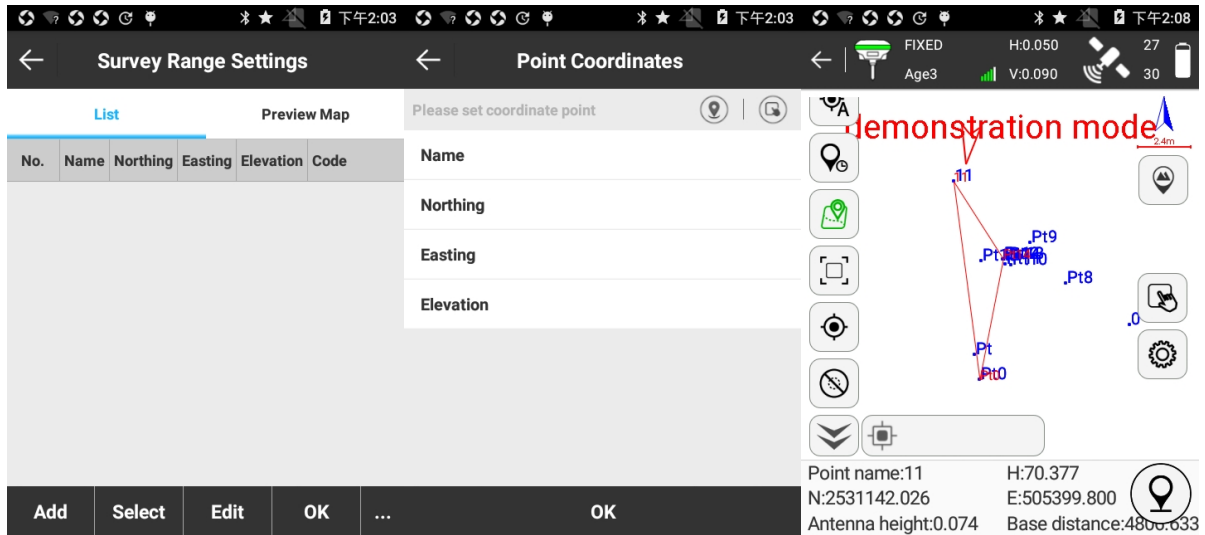 下午2:03
Survey Range Settings
List
Preview Map
No. Name Northing Easting Elevation Code
Add Select Edit OK ...
下午2:03
Point Coordinates
Please set coordinate point
Name
Northing
Easting
Elevation
OK
下午2:08
FIXED H:0.050 27
Age3 V:0.090 30
A
demonstration mode
2.4m
11
Pt9
Pt8
0
Pt
Pt0
Point name:11 H:70.377
N:2531142.026 E:505399.800
Antenna height:0.074 Base distance:4800.633